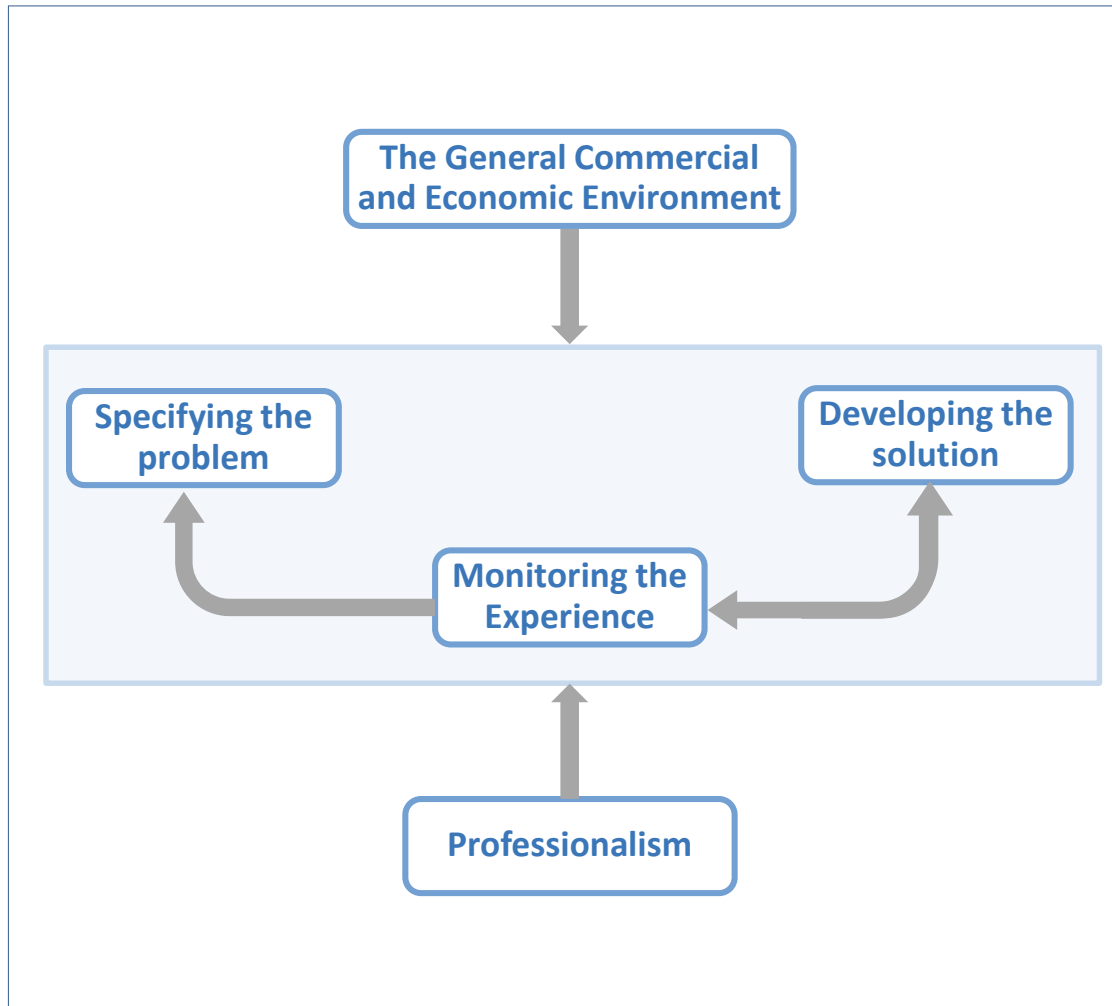 The General Commercial
and Economic Environment
Specifying the
problem
Developing the
solution
Monitoring the
Experience
Professionalism